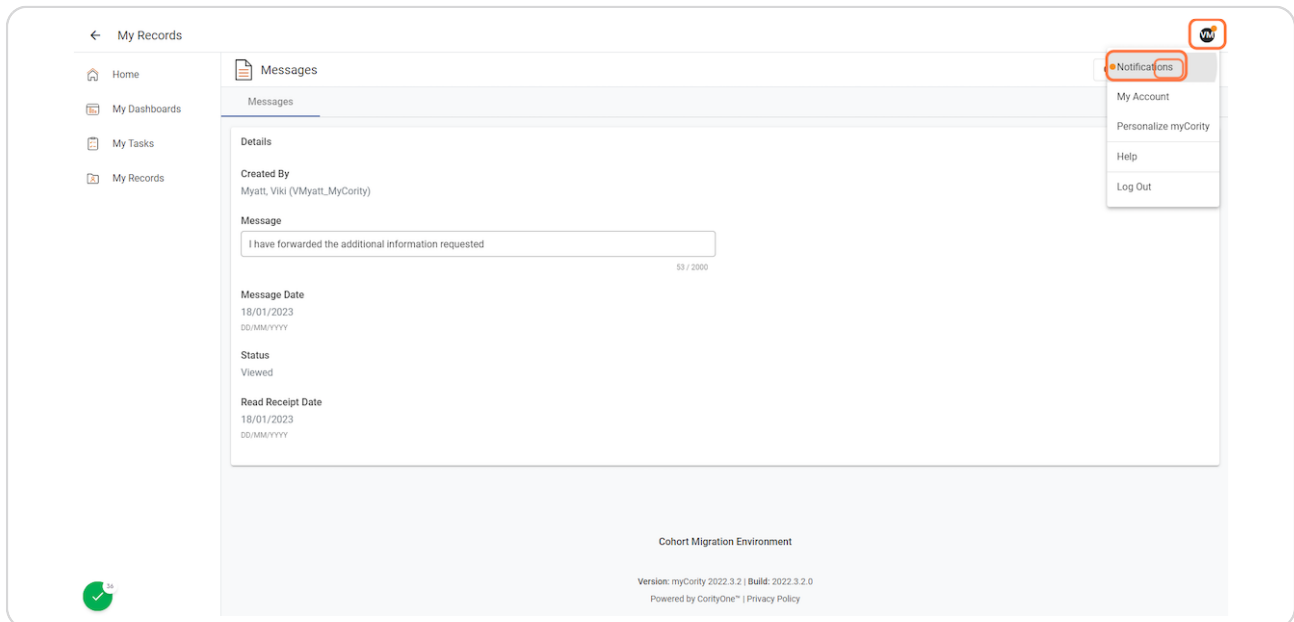 My Records
VM
Home
My Dashboards
My Tasks
My Records
Messages
Messages
Details
Created By
Myatt, Viki (VMyatt_MyCority)
Message
I have forwarded the additional information requested
53 / 2000
Message Date
18/01/2023
DD/MM/YYYY
Status
Viewed
Read Receipt Date
18/01/2023
DD/MM/YYYY
Notifications
My Account
Personalize myCority
Help
Log Out
Cohort Migration Environment
Version: myCority 2022.3.2 | Build: 2022.3.2.0
Powered by CorityOne™ | Privacy Policy
36